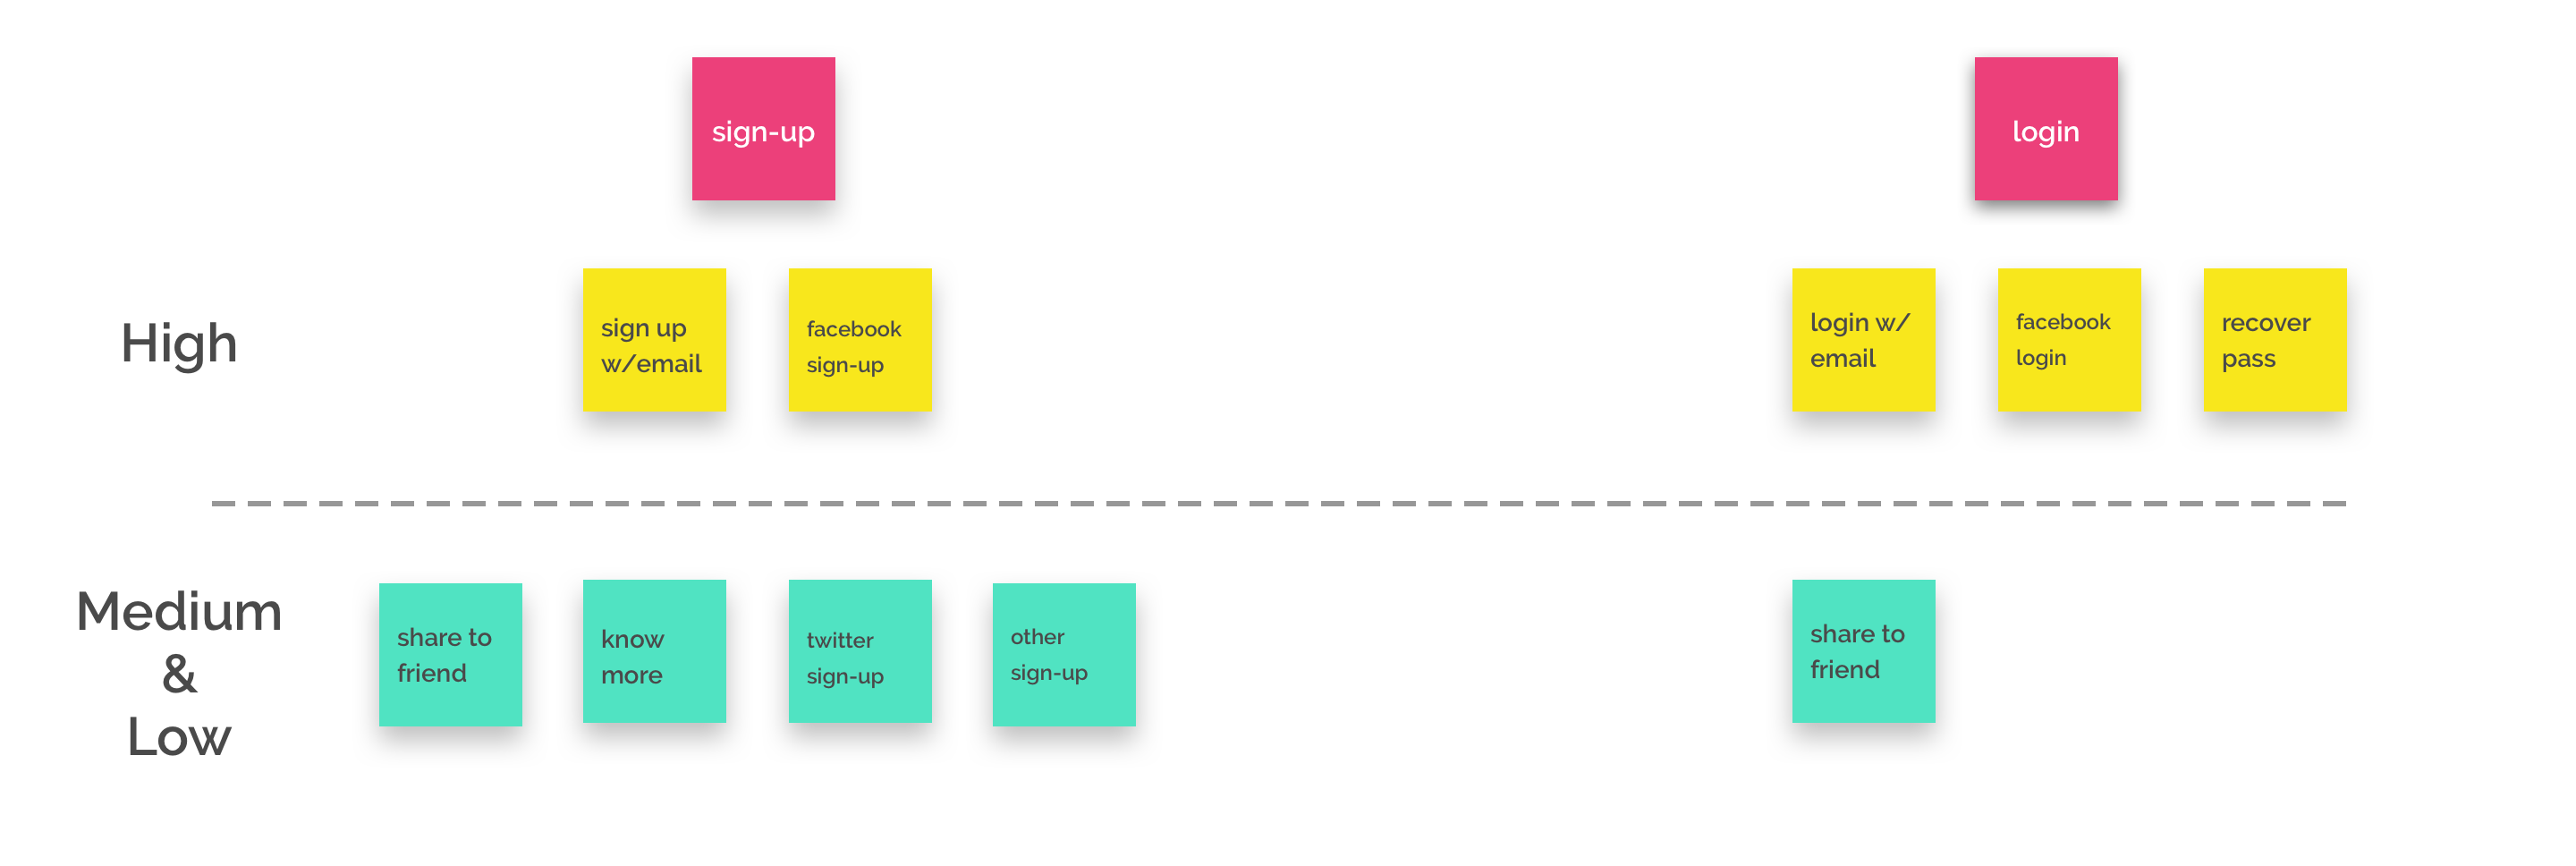 sign-up
login
High
sign up
w/email
facebook
sign-up
login w/
email
facebook
login
recover
pass
Medium
&
Low
share to
friend
know
more
twitter
sign-up
other
sign-up
share to
friend